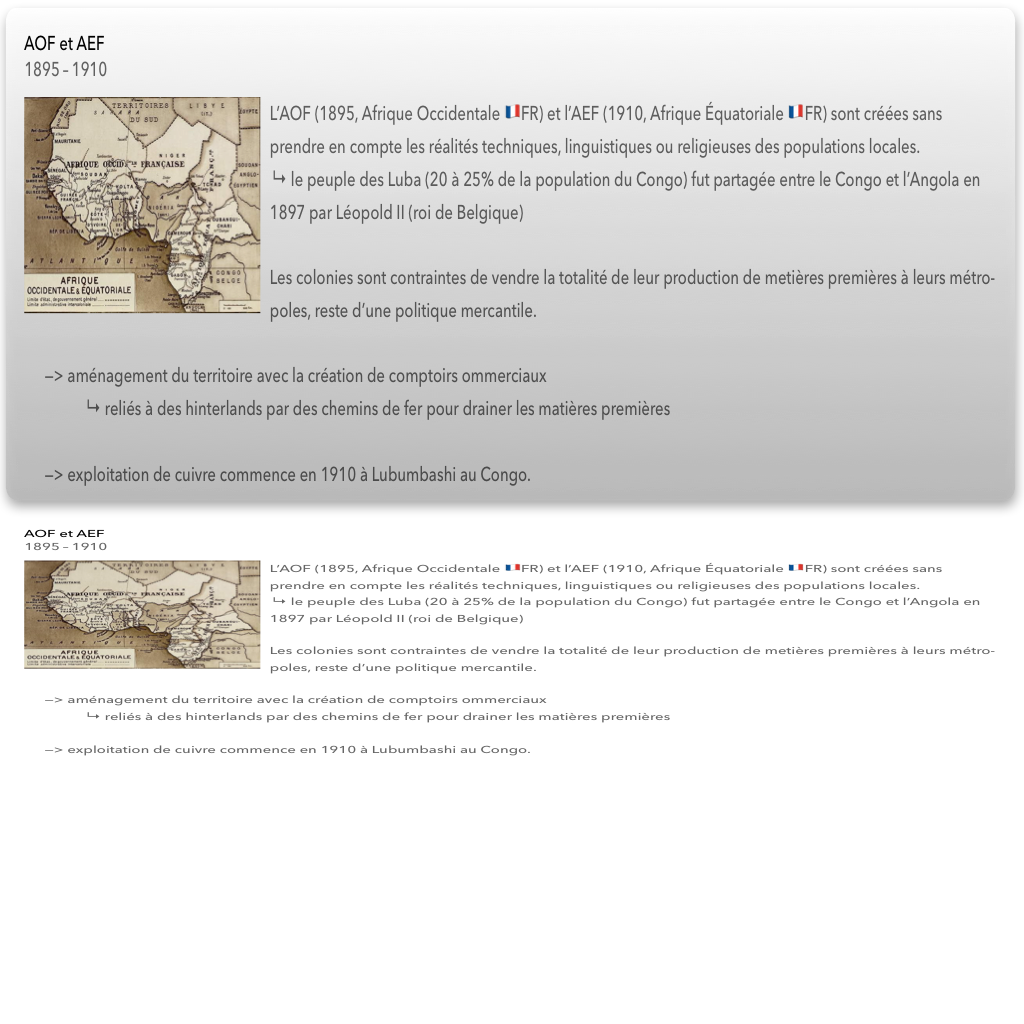 AOF et AEF
1895 - 1910
L'AOF (1895, Afrique Occidentale 🇫🇷FR) et l'AEF (1910, Afrique Équatoriale 🇫🇷FR) sont créées sans
prendre en compte les réalités techniques, linguistiques ou religieuses des populations locales.
↳ le peuple des Luba (20 à 25% de la population du Congo) fut partagée entre le Congo et l'Angola en
1897 par Léopold II (roi de Belgique)
TERRITOIRES
DU SUD
LIBYE
MAURITANIE
AFRIQUE OCCIDLE FRANÇAISE
NIGER
TCHAD
NIGERIA
CONGO
BELGE
ATLANTIQUE
AFRIQUE
OCCIDENTALE & ÉQUATORIALE
Les colonies sont contraintes de vendre la totalité de leur production de metières premières à leurs métro-
poles, reste d'une politique mercantile.
—> aménagement du territoire avec la création de comptoirs ommerciaux
↳ reliés à des hinterlands par des chemins de fer pour drainer les matières premières
—> exploitation de cuivre commence en 1910 à Lubumbashi au Congo.
AOF et AEF
1895 - 1910
L'AOF (1895, Afrique Occidentale 🇫🇷FR) et l'AEF (1910, Afrique Équatoriale 🇫🇷FR) sont créées sans
prendre en compte les réalités techniques, linguistiques ou religieuses des populations locales.
↳ le peuple des Luba (20 à 25% de la population du Congo) fut partagée entre le Congo et l'Angola en
1897 par Léopold II (roi de Belgique)
AFRIQUE
OCCIDENTALE & ÉQUATORIALE
Les colonies sont contraintes de vendre la totalité de leur production de metières premières à leurs métro-
poles, reste d'une politique mercantile.
—> aménagement du territoire avec la création de comptoirs ommerciaux
↳ reliés à des hinterlands par des chemins de fer pour drainer les matières premières
—> exploitation de cuivre commence en 1910 à Lubumbashi au Congo.